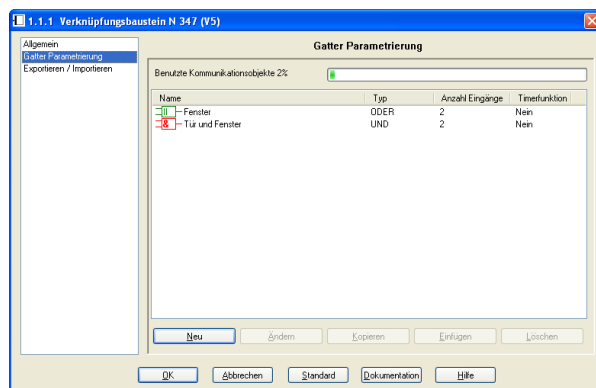 1.1.1 Verknüpfungsbaustein N 347 (V5)
Allgemein
Gatter Parametrierung
Exportieren / Importieren
Gatter Parametrierung
Benutzte Kommunikationsobjekte 2%
Name Typ Anzahl Eingänge Timerfunktion
|| Fenster ODER 2 Nein
& Tür und Fenster UND 2 Nein
Neu Ändern Kopieren Einfügen Löschen
OK Abbrechen Standard Dokumentation Hilfe